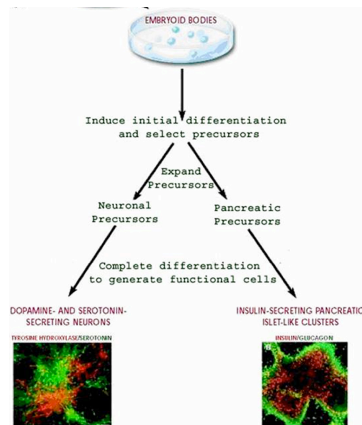 EMBRYOID BODIES
Induce initial differentiation
and select precursors
Expand
Precursors
Neuronal
Precursors
Pancreatic
Precursors
Complete differentiation
to generate functional cells
DOPAMINE- AND SEROTONIN-
SECRETING NEURONS
INSULIN-SECRETING PANCREATIC
ISLET-LIKE CLUSTERS
TYROSINE HYDROXYLASE/SEROTONIN
INSULIN/GLUCAGON